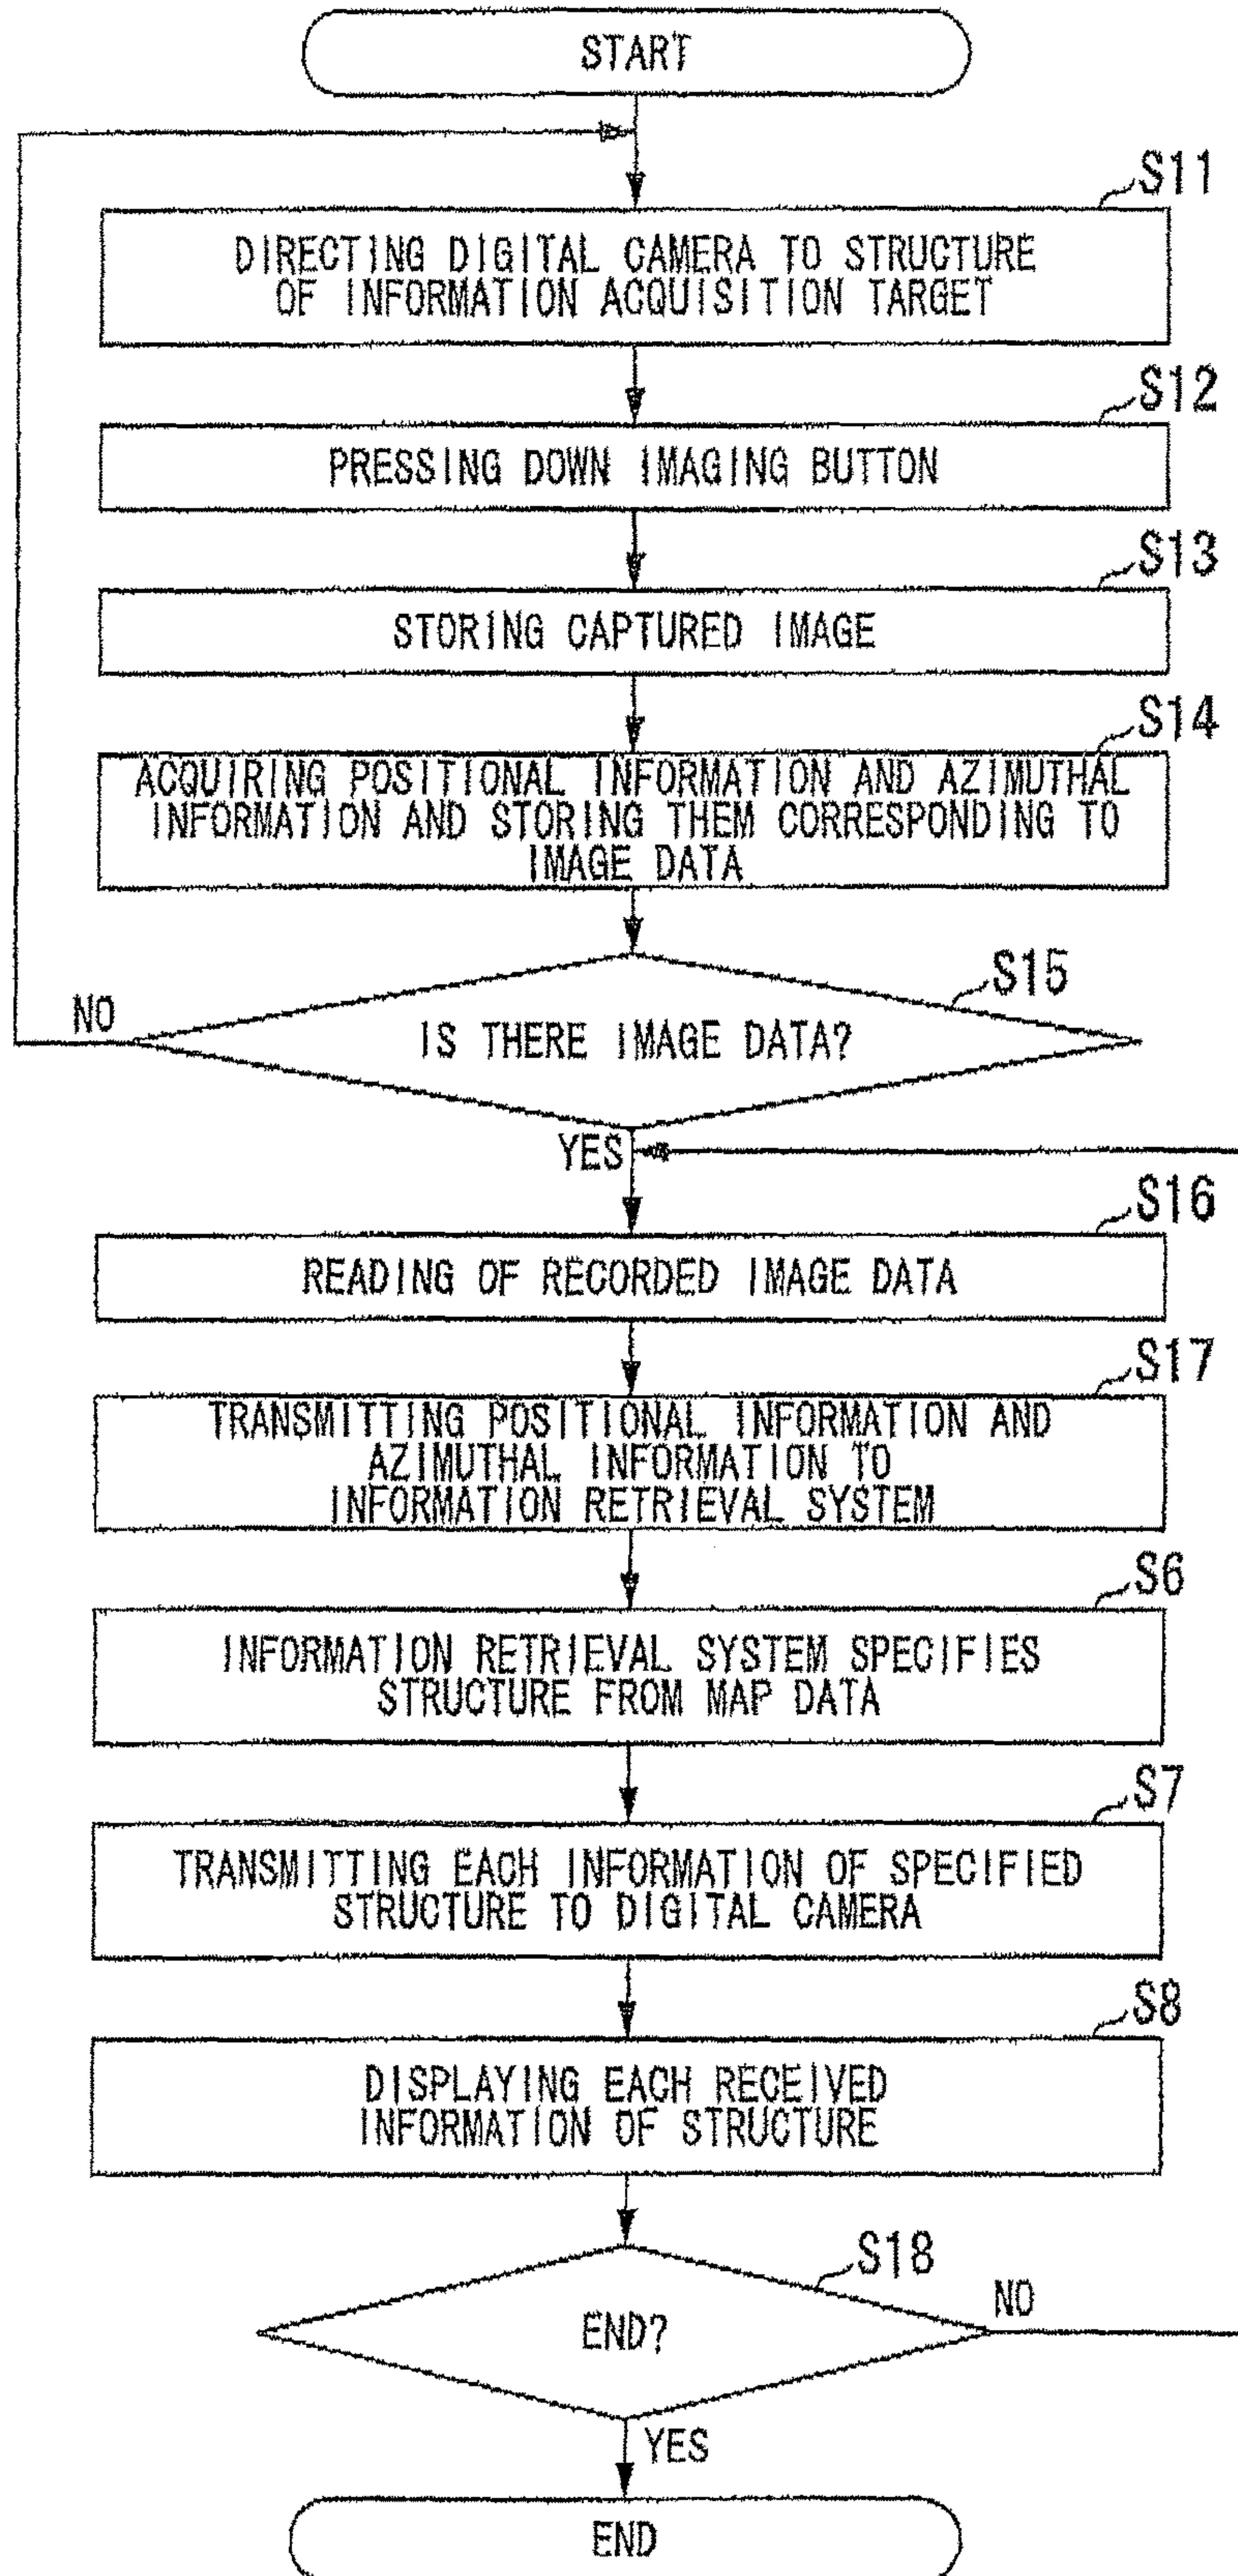 START
S11
DIRECTING DIGITAL CAMERA TO STRUCTURE
OF INFORMATION ACQUISITION TARGET
S12
PRESSING DOWN IMAGING BUTTON
S13
STORING CAPTURED IMAGE
S14
ACQUIRING POSITIONAL INFORMATION AND AZIMUTHAL
INFORMATION AND STORING THEM CORRESPONDING TO
IMAGE DATA
S15
NO
IS THERE IMAGE DATA?
YES
S16
READING OF RECORDED IMAGE DATA
S17
TRANSMITTING POSITIONAL INFORMATION AND
AZIMUTHAL INFORMATION TO
INFORMATION RETRIEVAL SYSTEM
S6
INFORMATION RETRIEVAL SYSTEM SPECIFIES
STRUCTURE FROM MAP DATA
S7
TRANSMITTING EACH INFORMATION OF SPECIFIED
STRUCTURE TO DIGITAL CAMERA
S8
DISPLAYING EACH RECEIVED
INFORMATION OF STRUCTURE
S18
NO
END?
YES
END